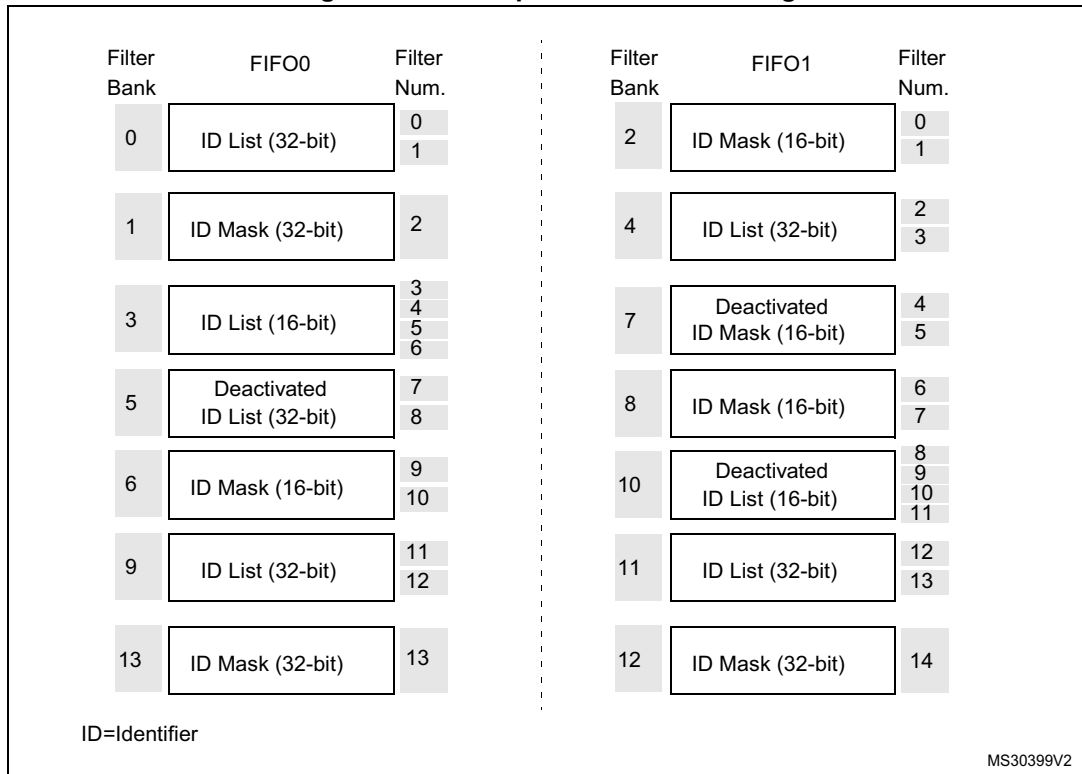 Filter Bank
FIFO0
Filter Num.
0
ID List (32-bit)
0
1
1
ID Mask (32-bit)
2
3
ID List (16-bit)
3
4
5
6
5
Deactivated
ID List (32-bit)
7
8
6
ID Mask (16-bit)
9
10
9
ID List (32-bit)
11
12
13
ID Mask (32-bit)
13
Filter Bank
FIFO1
Filter Num.
2
ID Mask (16-bit)
0
1
4
ID List (32-bit)
2
3
7
Deactivated
ID Mask (16-bit)
4
5
8
ID Mask (16-bit)
6
7
10
Deactivated
ID List (16-bit)
8
9
10
11
11
ID List (32-bit)
12
13
12
ID Mask (32-bit)
14
ID=Identifier
MS30399V2